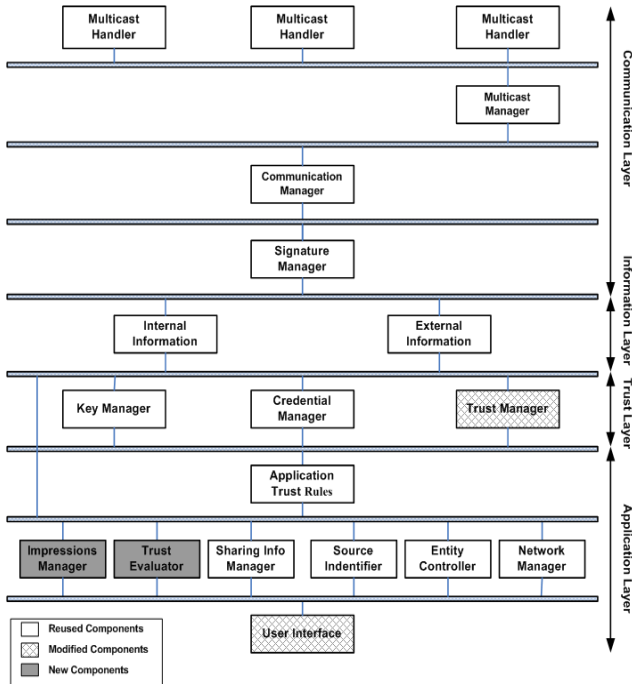 Multicast
Handler
Multicast
Handler
Multicast
Handler
Multicast
Manager
Communication
Manager
Signature
Manager
Internal
Information
External
Information
Key Manager
Credential
Manager
Trust Manager
Application
Trust Rules
Impressions
Manager
Trust
Evaluator
Sharing Info
Manager
Source
Indentifier
Entity
Controller
Network
Manager
User Interface
Communication Layer
Information Layer
Trust Layer
Application Layer
Reused Components
Modified Components
New Components